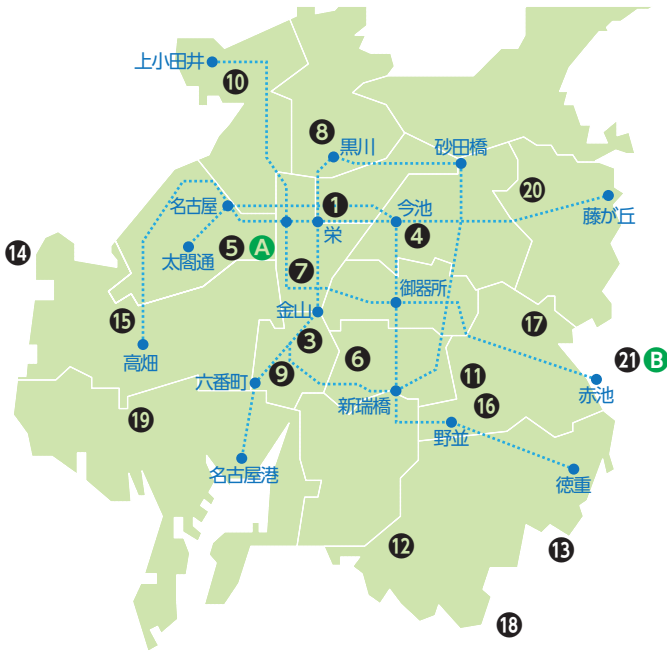 上小田井
⑩
⑧
黒川
砂田橋
⑳
藤が丘
名古屋
①
今池
⑭
太閤通
⑤
A
栄
④
⑦
御器所
⑮
金山
⑰
高畑
③
⑥
㉑
B
六番町
⑨
⑪
赤池
⑲
新瑞橋
⑯
野並
名古屋港
徳重
⑫
⑬
⑱